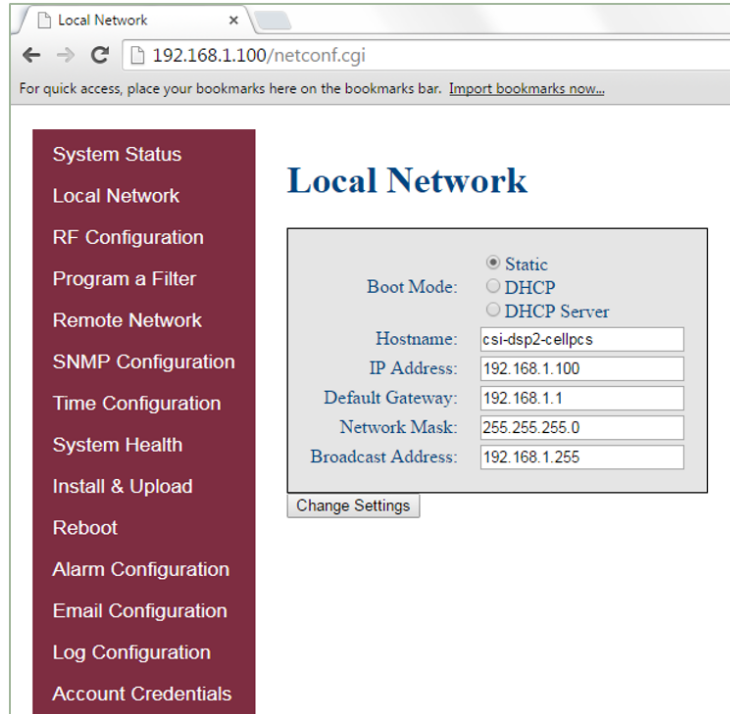 Local Network
192.168.1.100/netconf.cgi
For quick access, place your bookmarks here on the bookmarks bar. Import bookmarks now...
System Status
Local Network
RF Configuration
Program a Filter
Remote Network
SNMP Configuration
Time Configuration
System Health
Install & Upload
Reboot
Alarm Configuration
Email Configuration
Log Configuration
Account Credentials
Local Network
Boot Mode: Static
DHCP
DHCP Server
Hostname: csi-dsp2-cellpcs
IP Address: 192.168.1.100
Default Gateway: 192.168.1.1
Network Mask: 255.255.255.0
Broadcast Address: 192.168.1.255
Change Settings